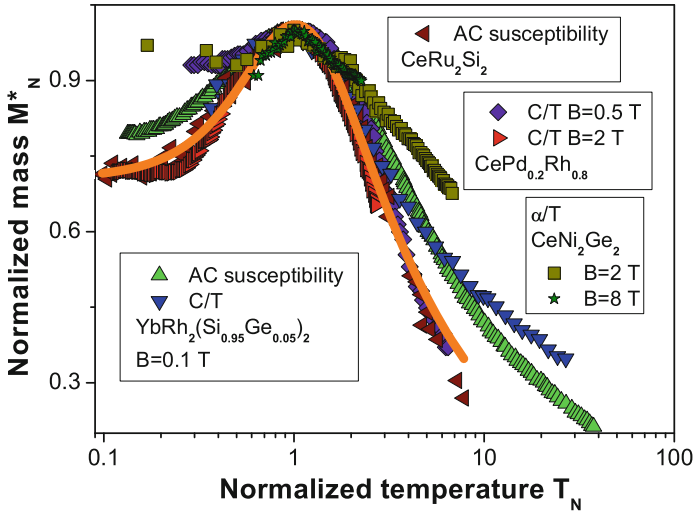 Normalized mass M*N
0.9
0.6
0.3
AC susceptibility
CeRu2Si2
C/T B=0.5 T
C/T B=2 T
CePd0.2Rh0.8
α/T
CeNi2Ge2
B=2 T
B=8 T
AC susceptibility
C/T
YbRh2(Si0.95Ge0.05)2
B=0.1 T
0.1
1
10
100
Normalized temperature TN